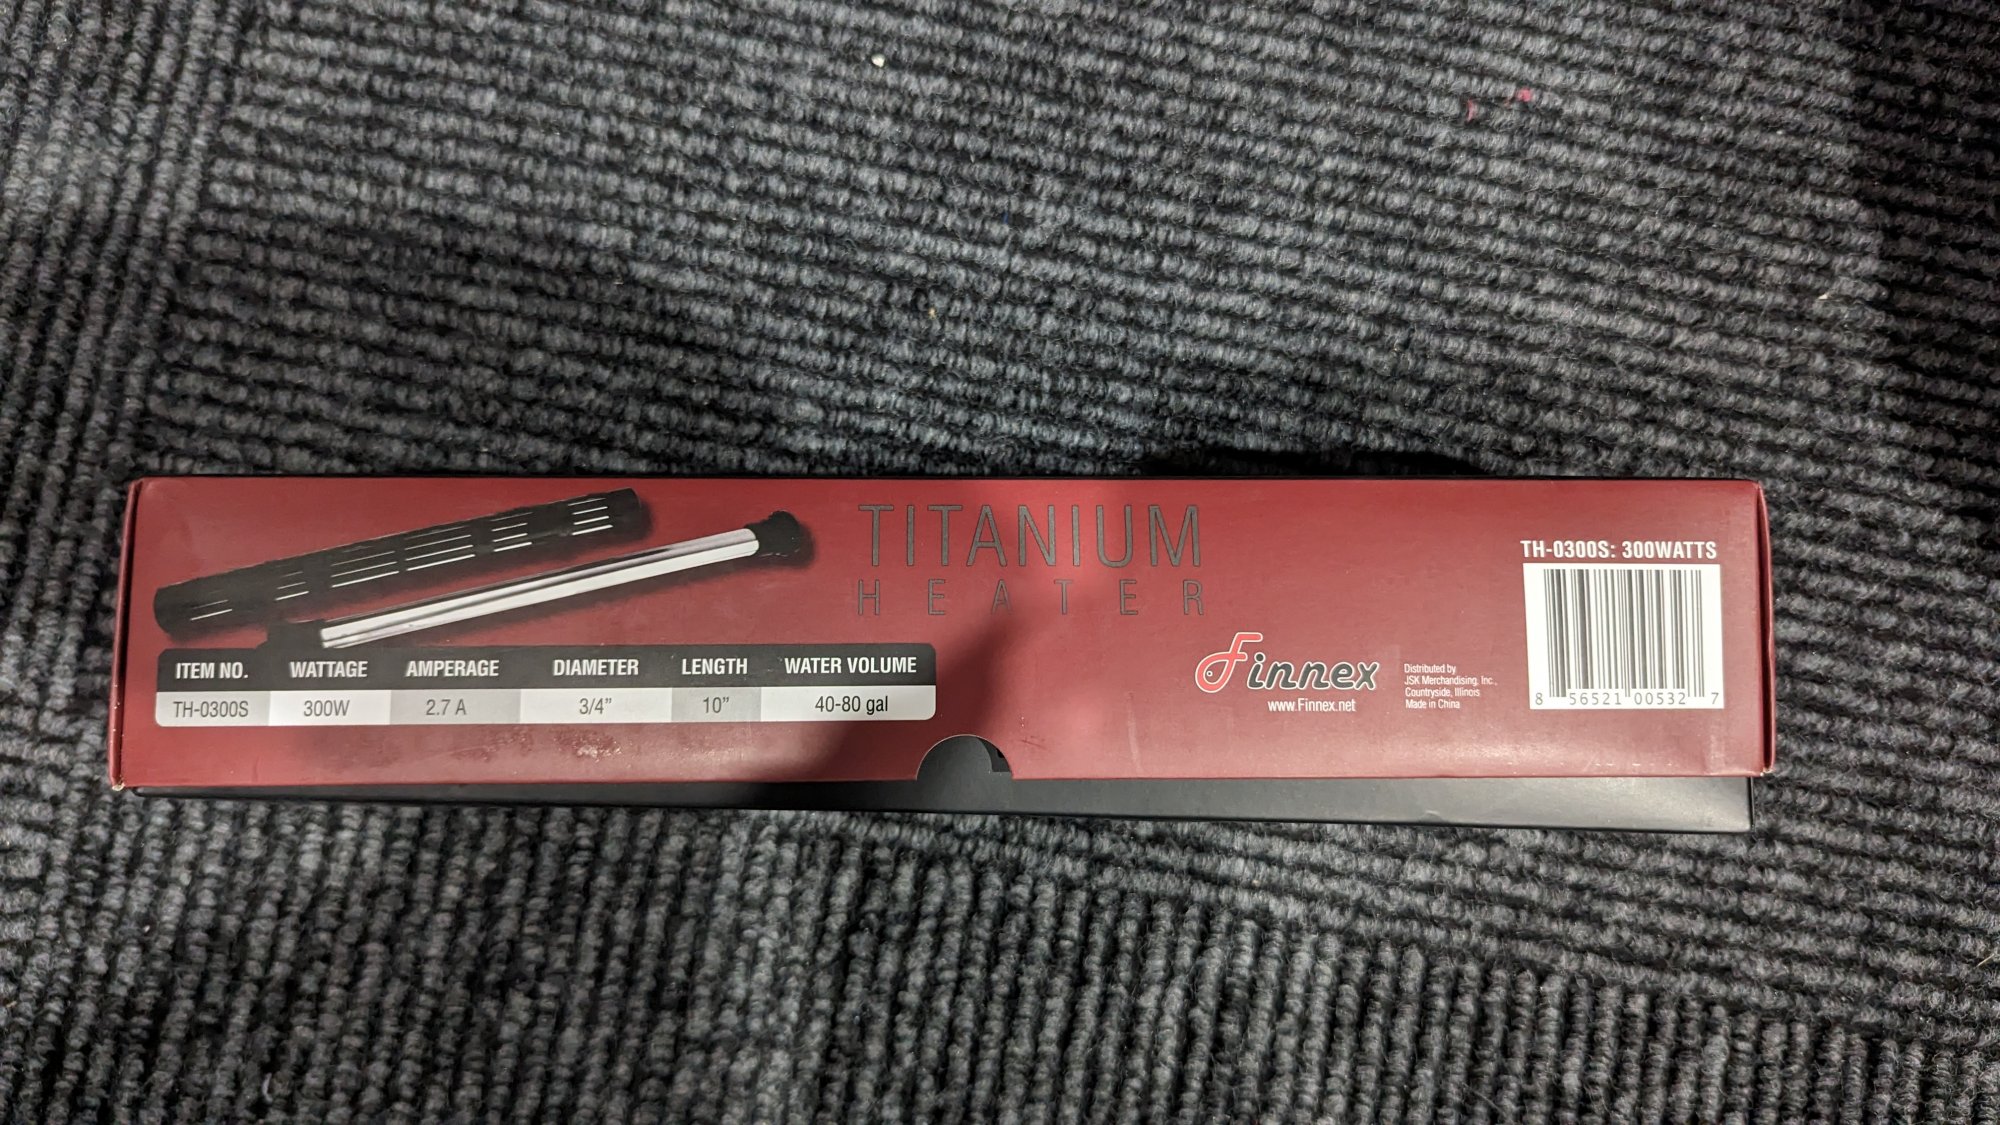 TITANIUM
HEATER
ITEM NO. WATTAGE AMPERAGE DIAMETER LENGTH WATER VOLUME
TH-0300S 300W 2.7 A 3/4” 10” 40-80 gal
Finnex
www.Finnex.net
Distributed by
JSK Merchandising, Inc.,
Countryside, Illinois
Made in China
TH-0300S: 300WATTS
8 56521 00532 7